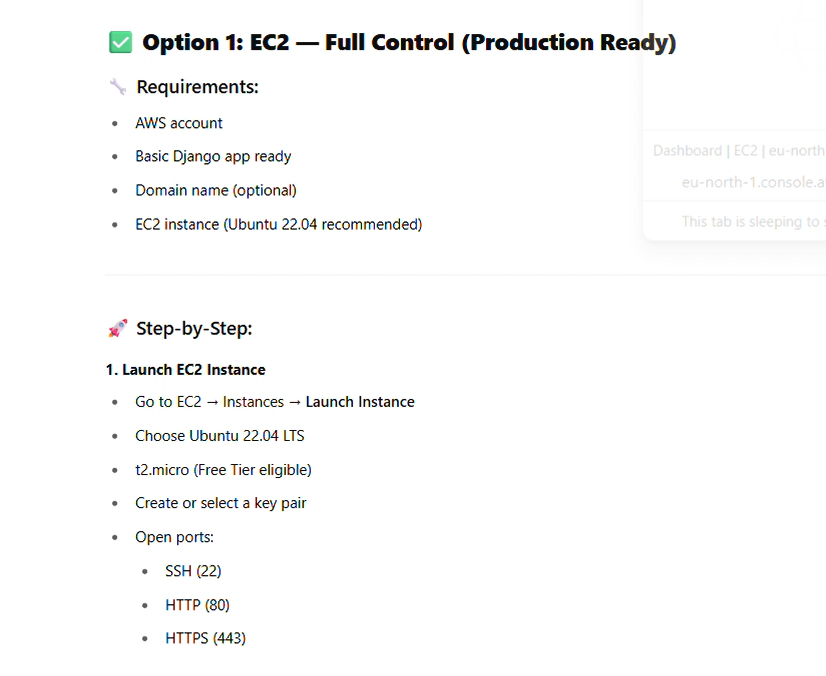 ✅ Option 1: EC2 — Full Control (Production Ready)
🔧 Requirements:
• AWS account
• Basic Django app ready
• Domain name (optional)
• EC2 instance (Ubuntu 22.04 recommended)
Dashboard | EC2 | eu-north
eu-north-1.console.a
This tab is sleeping to
🚀 Step-by-Step:
1. Launch EC2 Instance
• Go to EC2 → Instances → Launch Instance
• Choose Ubuntu 22.04 LTS
• t2.micro (Free Tier eligible)
• Create or select a key pair
• Open ports:
• SSH (22)
• HTTP (80)
• HTTPS (443)